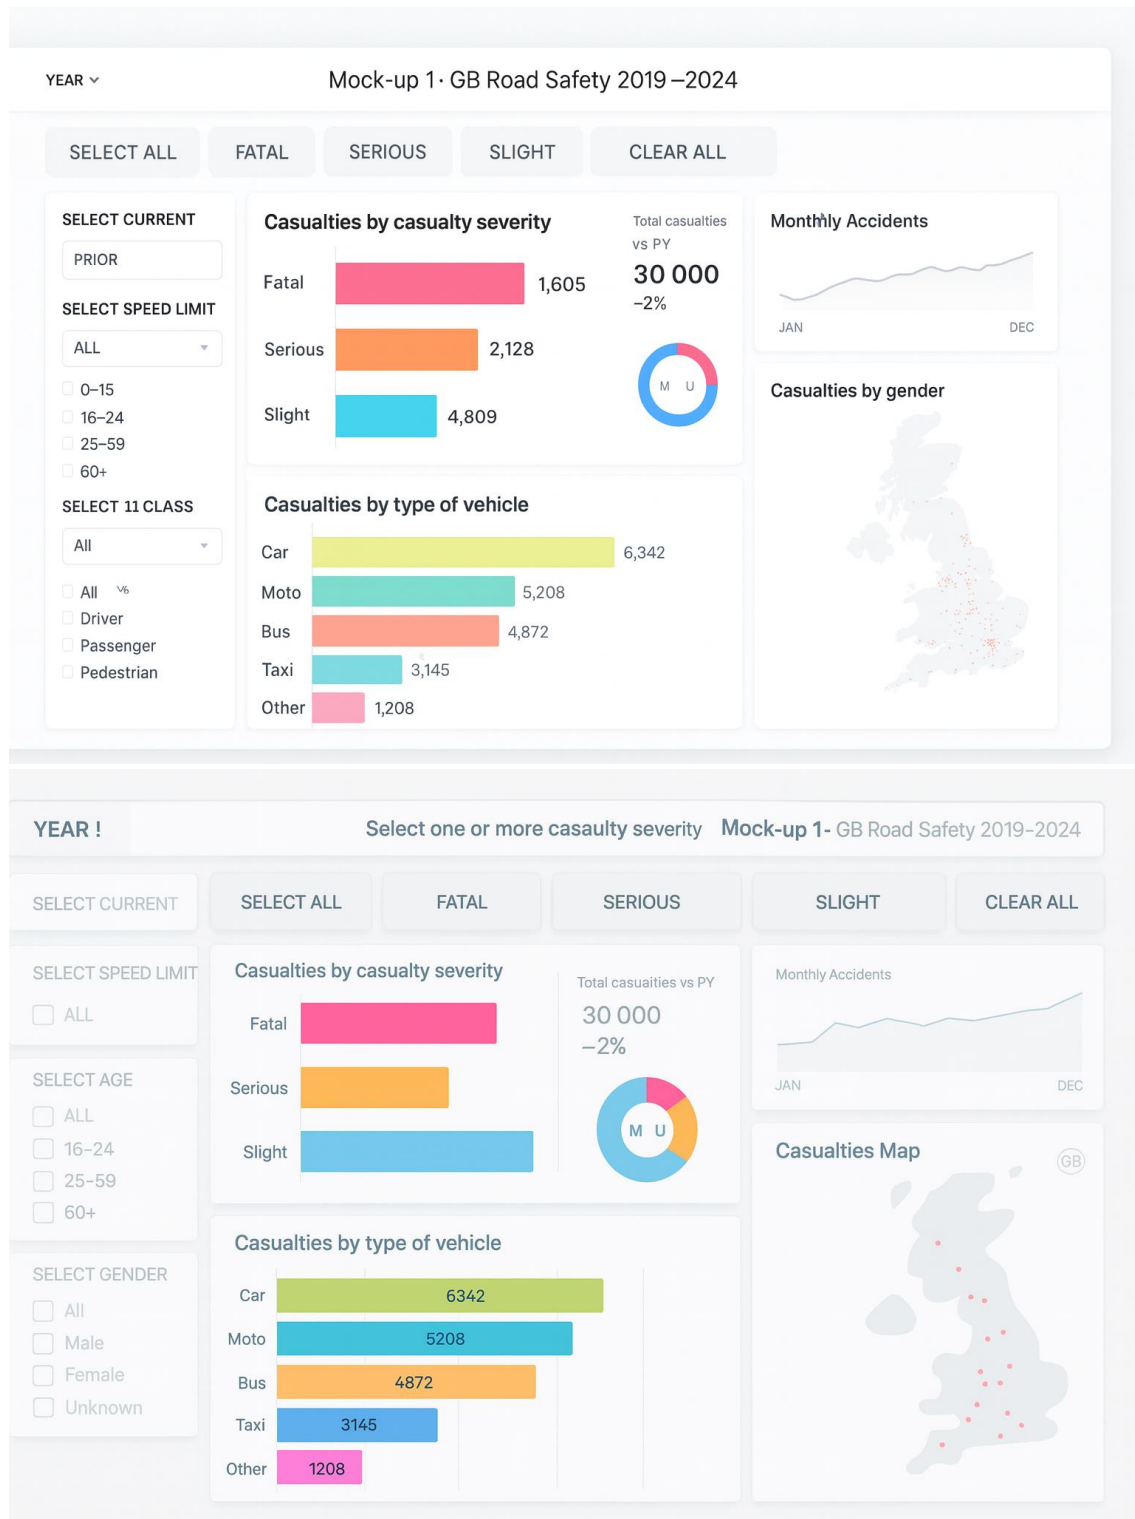 YEAR
Mock-up 1· GB Road Safety 2019–2024
SELECT ALL
FATAL
SERIOUS
SLIGHT
CLEAR ALL
SELECT CURRENT
PRIOR
SELECT SPEED LIMIT
ALL
0–15
16–24
25–59
60+
SELECT 11 CLASS
All
All
Driver
Passenger
Pedestrian
Casualties by casualty severity
Fatal
1,605
Serious
2,128
Slight
4,809
Total casualties
vs PY
30 000
–2%
M U
Casualties by type of vehicle
Car
6,342
Moto
5,208
Bus
4,872
Taxi
3,145
Other
1,208
Monthly Accidents
JAN
DEC
Casualties by gender
YEAR !
Select one or more casaulty severity
Mock-up 1- GB Road Safety 2019-2024
SELECT CURRENT
SELECT ALL
FATAL
SERIOUS
SLIGHT
CLEAR ALL
SELECT SPEED LIMIT
ALL
SELECT AGE
ALL
16–24
25–59
60+
SELECT GENDER
All
Male
Female
Unknown
Casualties by casualty severity
Fatal
Serious
Slight
Total casuaities vs PY
30 000
–2%
M U
Casualties by type of vehicle
Car
6342
Moto
5208
Bus
4872
Taxi
3145
Other
1208
Monthly Accidents
JAN
DEC
Casualties Map
GB